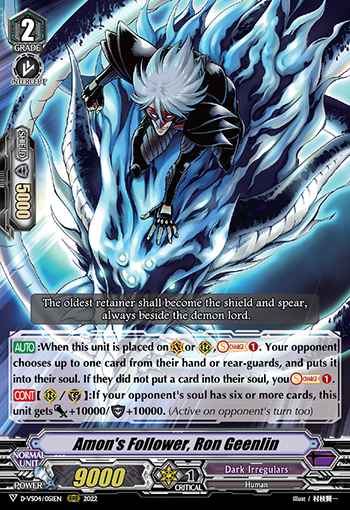 2
GRADE
INTERCEPT
SHIELD
5000
The oldest retainer shall become the shield and spear,
always beside the demon lord.
AUTO:When this unit is placed on or , CHARGE 1. Your opponent
chooses up to one card from their hand or rear-guards, and puts it
into their soul. If they did not put a card into their soul, you CHARGE 1.
CONT / :If your opponent's soul has six or more cards, this
unit gets +10000/ +10000. (Active on opponent's turn too)
Amon's Follower, Ron Geenlin
NORMAL
UNIT
POWER
9000
1
CRITICAL
Dark Irregulars
Human
V D-VS04/051EN 2022
Illust / 村枝賢一